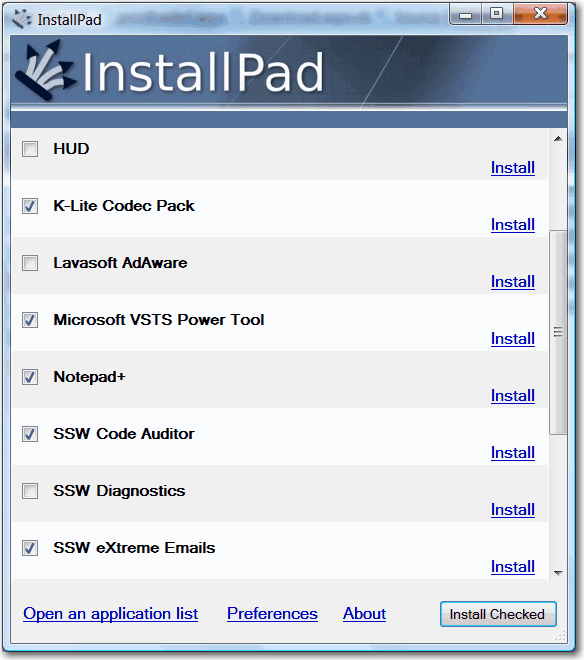 InstallPad
InstallPad
HUD
Install
K-Lite Codec Pack
Install
Lavasoft AdAware
Install
Microsoft VSTS Power Tool
Install
Notepad+
Install
SSW Code Auditor
Install
SSW Diagnostics
Install
SSW eXtreme Emails
Install
Open an application list Preferences About Install Checked